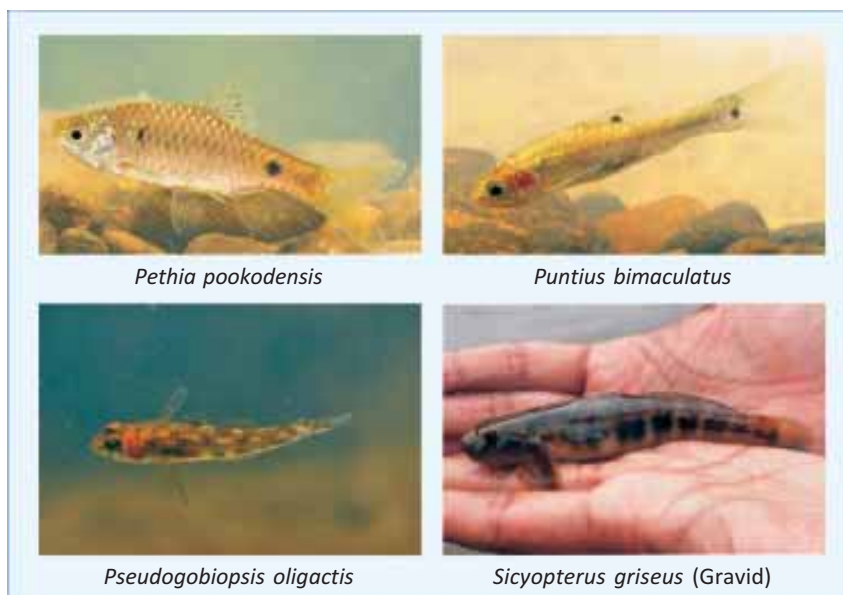 Pethia pookodensis
Puntius bimaculatus
Pseudogobiopsis oligactis
Sicyopterus griseus (Gravid)